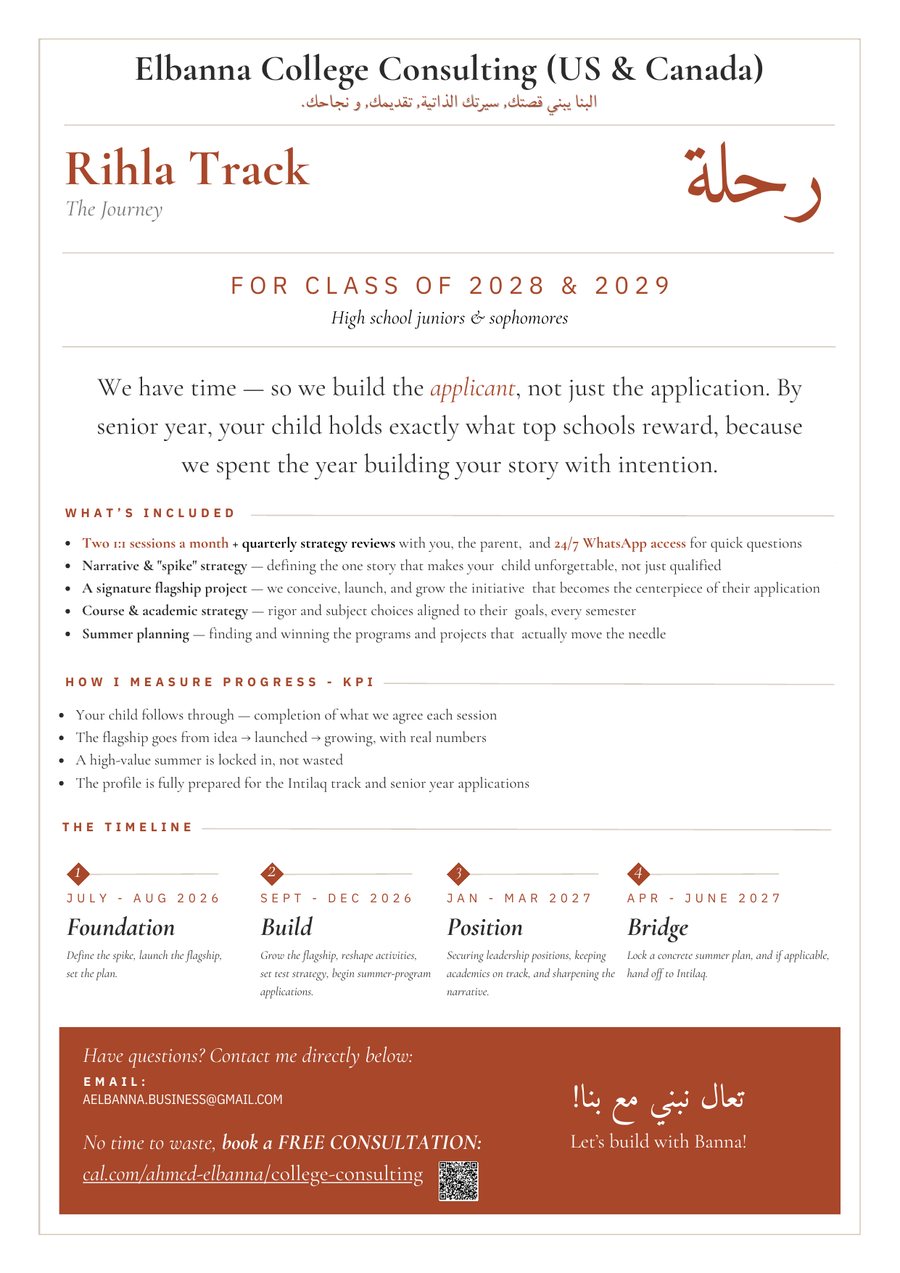 Elbanna College Consulting (US & Canada)
البنا يبني قصتك, سيرتك الذاتية, تقديمك, و نجاحك.
Rihla Track
رحلة
The Journey
FOR CLASS OF 2028 & 2029
High school juniors & sophomores
We have time — so we build the applicant, not just the application. By
senior year, your child holds exactly what top schools reward, because
we spent the year building your story with intention.
WHAT'S INCLUDED
• Two 1:1 sessions a month + quarterly strategy reviews with you, the parent, and 24/7 WhatsApp access for quick questions
• Narrative & "spike" strategy — defining the one story that makes your child unforgettable, not just qualified
• A signature flagship project — we conceive, launch, and grow the initiative that becomes the centerpiece of their application
• Course & academic strategy — rigor and subject choices aligned to their goals, every semester
• Summer planning — finding and winning the programs and projects that actually move the needle
HOW I MEASURE PROGRESS - KPI
• Your child follows through — completion of what we agree each session
• The flagship goes from idea → launched → growing, with real numbers
• A high-value summer is locked in, not wasted
• The profile is fully prepared for the Intilaq track and senior year applications
THE TIMELINE
1
JULY - AUG 2026
Foundation
Define the spike, launch the flagship,
set the plan.
2
SEPT - DEC 2026
Build
Grow the flagship, reshape activities,
set test strategy, begin summer-program
applications.
3
JAN - MAR 2027
Position
Securing leadership positions, keeping
academics on track, and sharpening the
narrative.
4
APR - JUNE 2027
Bridge
Lock a concrete summer plan, and if applicable,
hand off to Intilaq.
Have questions? Contact me directly below:
EMAIL:
AELBANNA.BUSINESS@GMAIL.COM
No time to waste, book a FREE CONSULTATION:
cal.com/ahmed-elbanna/college-consulting
تعال نبني مع بنا!
Let's build with Banna!